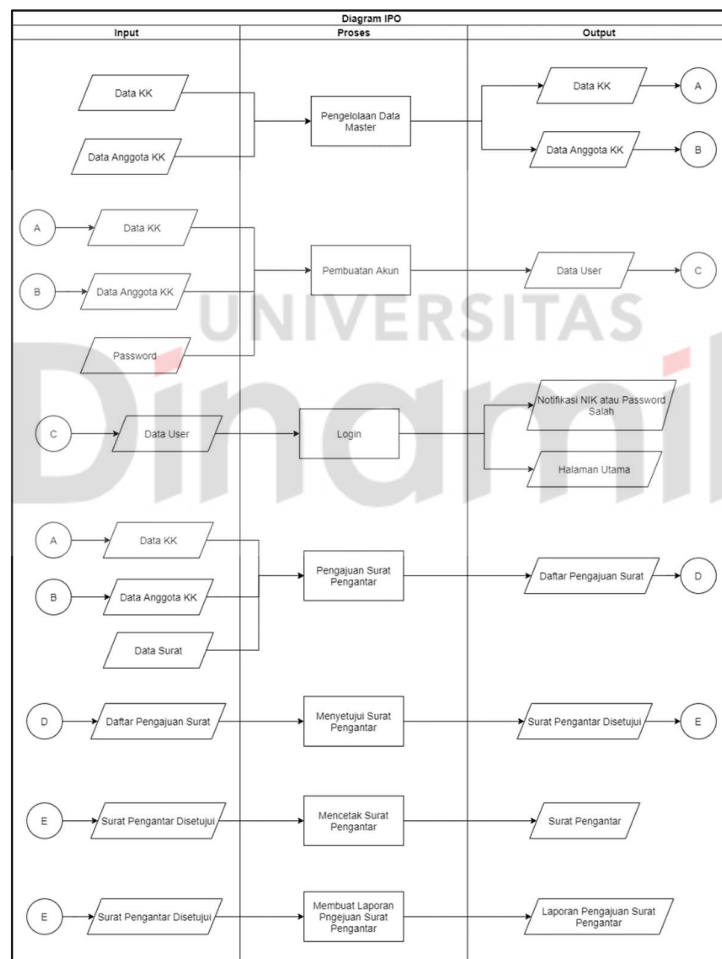 Diagram IPO
Input
Proses
Output
Data KK
Data Anggota KK
Pengelolaan Data
Master
Data KK
A
Data Anggota KK
B
A
Data KK
B
Data Anggota KK
Password
Pembuatan Akun
Data User
C
UNIVERSITAS
Dinamik
C
Data User
Login
Notifikasi NIK atau Password
Salah
Halaman Utama
A
Data KK
B
Data Anggota KK
Data Surat
Pengajuan Surat
Pengantar
Daftar Pengajuan Surat
D
D
Daftar Pengajuan Surat
Menyetujui Surat
Pengantar
Surat Pengantar Disetujui
E
E
Surat Pengantar Disetujui
Mencetak Surat
Pengantar
Surat Pengantar
E
Surat Pengantar Disetujui
Membuat Laporan
Pngejuan Surat
Pengantar
Laporan Pengajuan Surat
Pengantar